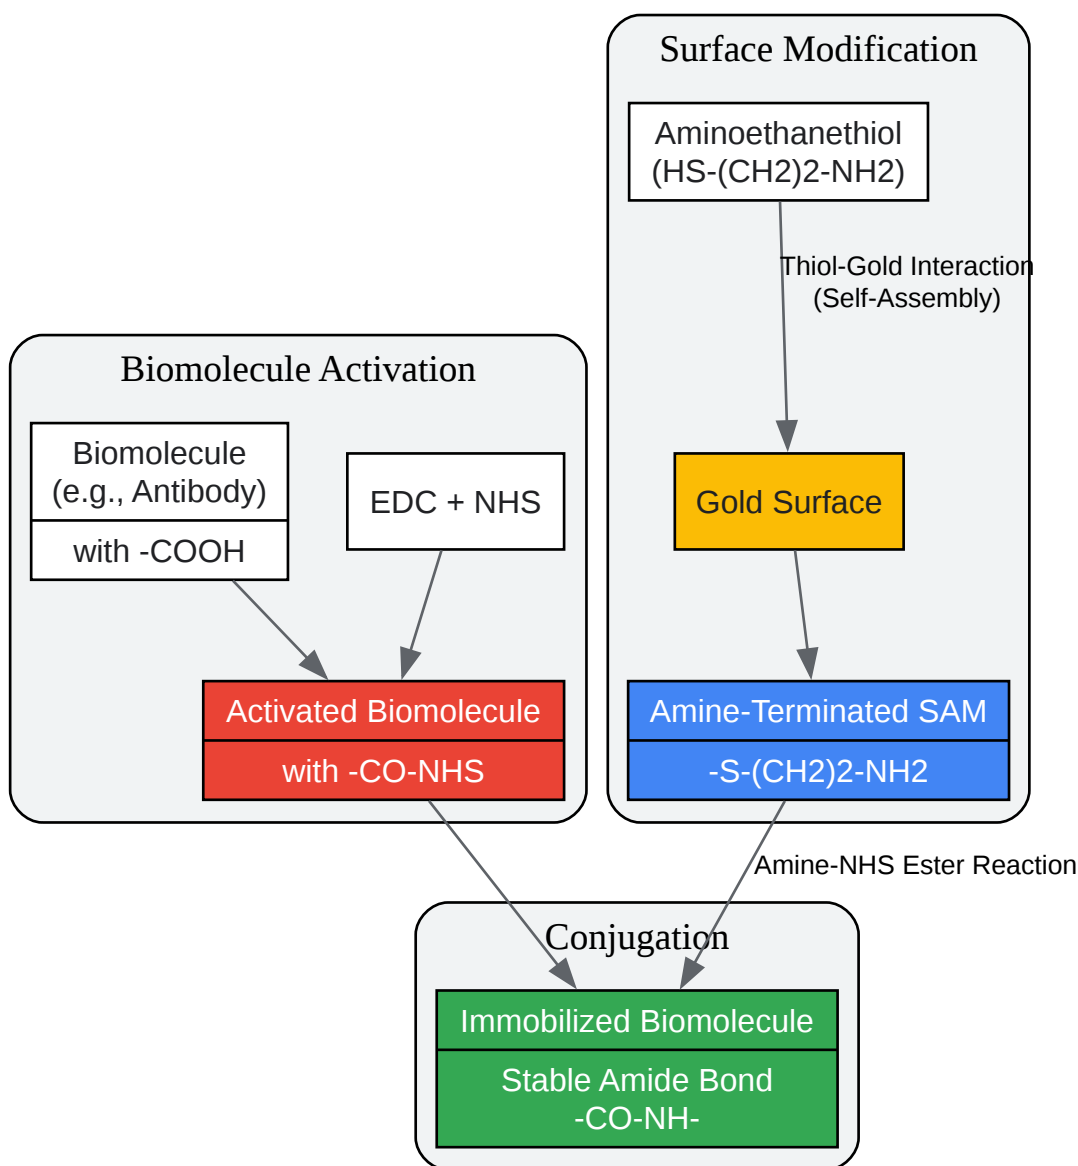 Surface Modification
Aminoethanethiol
(HS-(CH2)2-NH2)
Thiol-Gold Interaction
(Self-Assembly)
Biomolecule Activation
Biomolecule
(e.g., Antibody)
with -COOH
EDC + NHS
Gold Surface
Activated Biomolecule
with -CO-NHS
Amine-Terminated SAM
-S-(CH2)2-NH2
Amine-NHS Ester Reaction
Conjugation
Immobilized Biomolecule
Stable Amide Bond
-CO-NH-